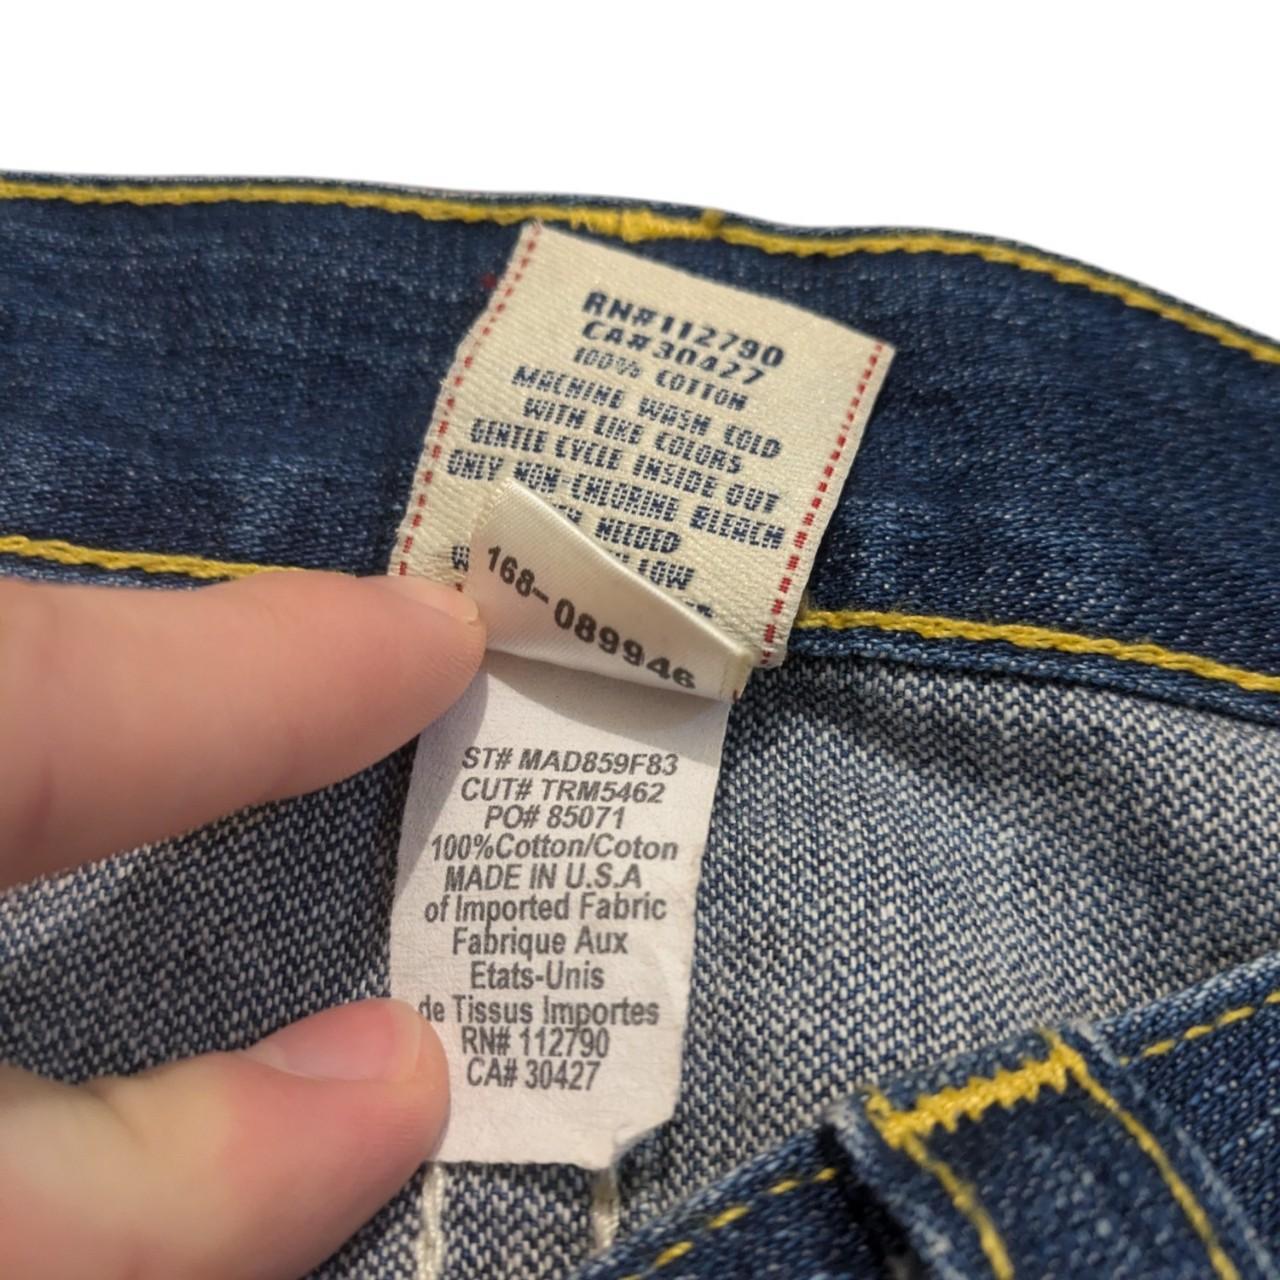 RN#112790
CA#30427
100% COTTON
MACHINE WASH COLD
WITH LIKE COLORS
GENTLE CYCLE INSIDE OUT
ONLY NON-CHLORINE BLEACH
NEEDED
LOW
168-089946
ST# MAD859F83
CUT# TRM5462
PO# 85071
100%Cotton/Coton
MADE IN U.S.A
of Imported Fabric
Fabrique Aux
Etats-Unis
de Tissus Importes
RN# 112790
CA# 30427